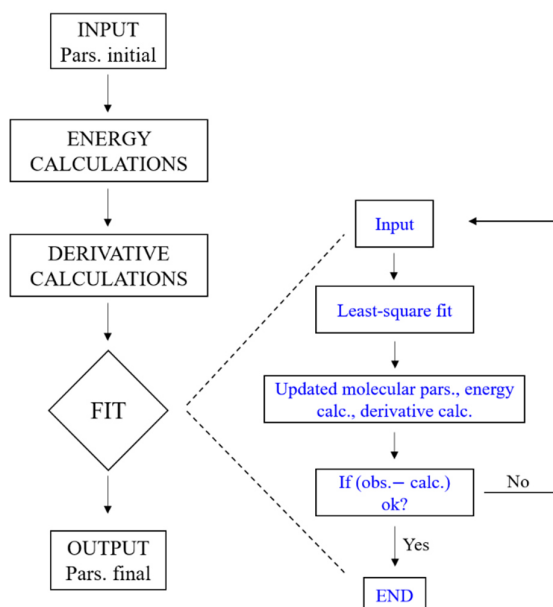 INPUT
Pars. initial
ENERGY
CALCULATIONS
DERIVATIVE
CALCULATIONS
FIT
OUTPUT
Pars. final
Input
Least-square fit
Updated molecular pars., energy
calc., derivative calc.
If (obs.− calc.)
ok?
No
Yes
END